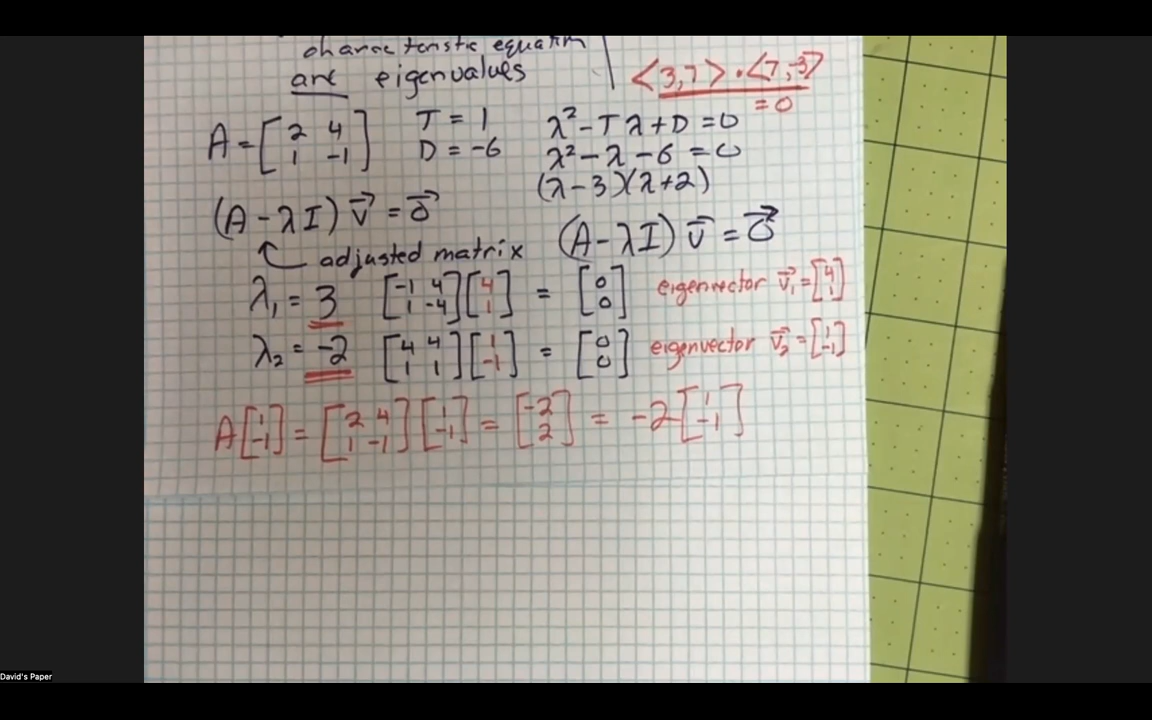 characteristic equation
are eigenvalues
<3,7> • <7,-3>
= 0
A = [2 4; 1 -1] T = 1 λ² - Tλ + D = 0
D = -6 λ² - λ - 6 = 0
(λ - 3)(λ + 2)
(A - λI) v⃗ = 0⃗
adjusted matrix (A - λI) v⃗ = 0⃗
λ₁ = 3 [-1 4; 1 -4] [4; 1] = [0; 0] eigenvector v⃗₁ = [4; 1]
λ₂ = -2 [4 4; 1 1] [1; -1] = [0; 0] eigenvector v⃗₂ = [1; -1]
A [1; -1] = [2 4; 1 -1] [1; -1] = [-2; 2] = -2 [1; -1]
David's Paper